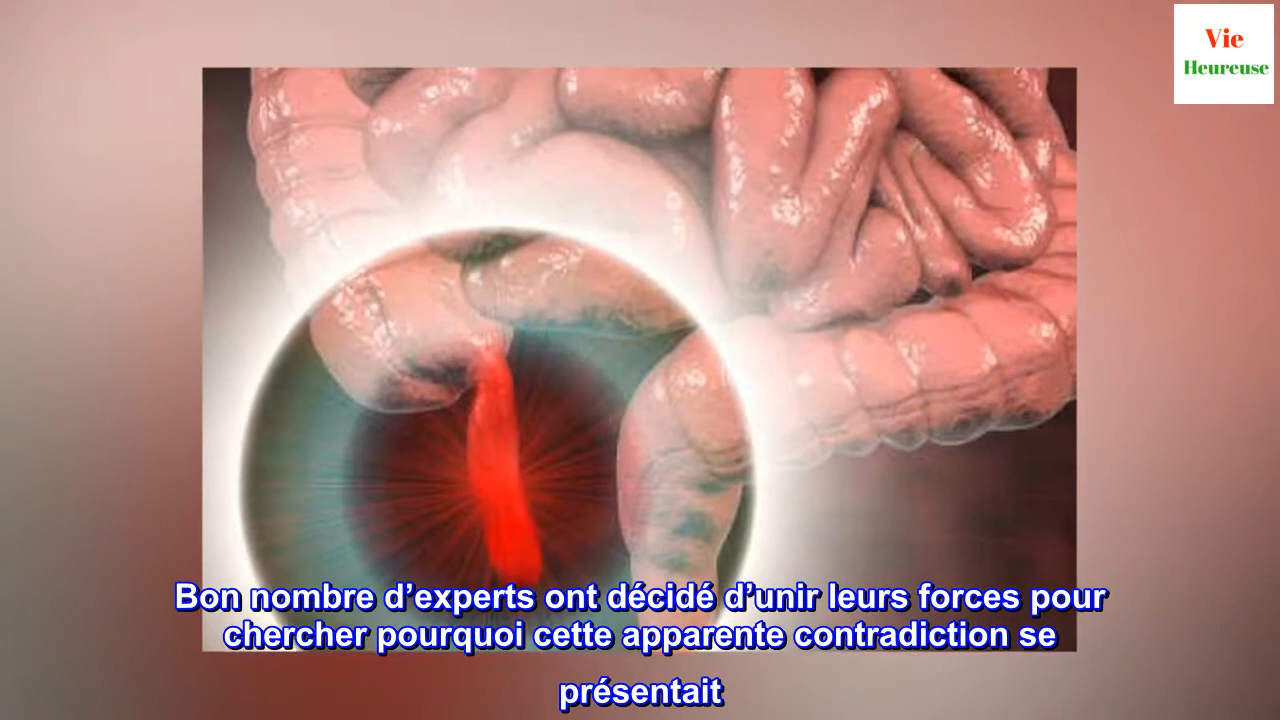 Vie
Heureuse
Bon nombre d’experts ont décidé d’unir leurs forces pour
chercher pourquoi cette apparente contradiction se
présentait